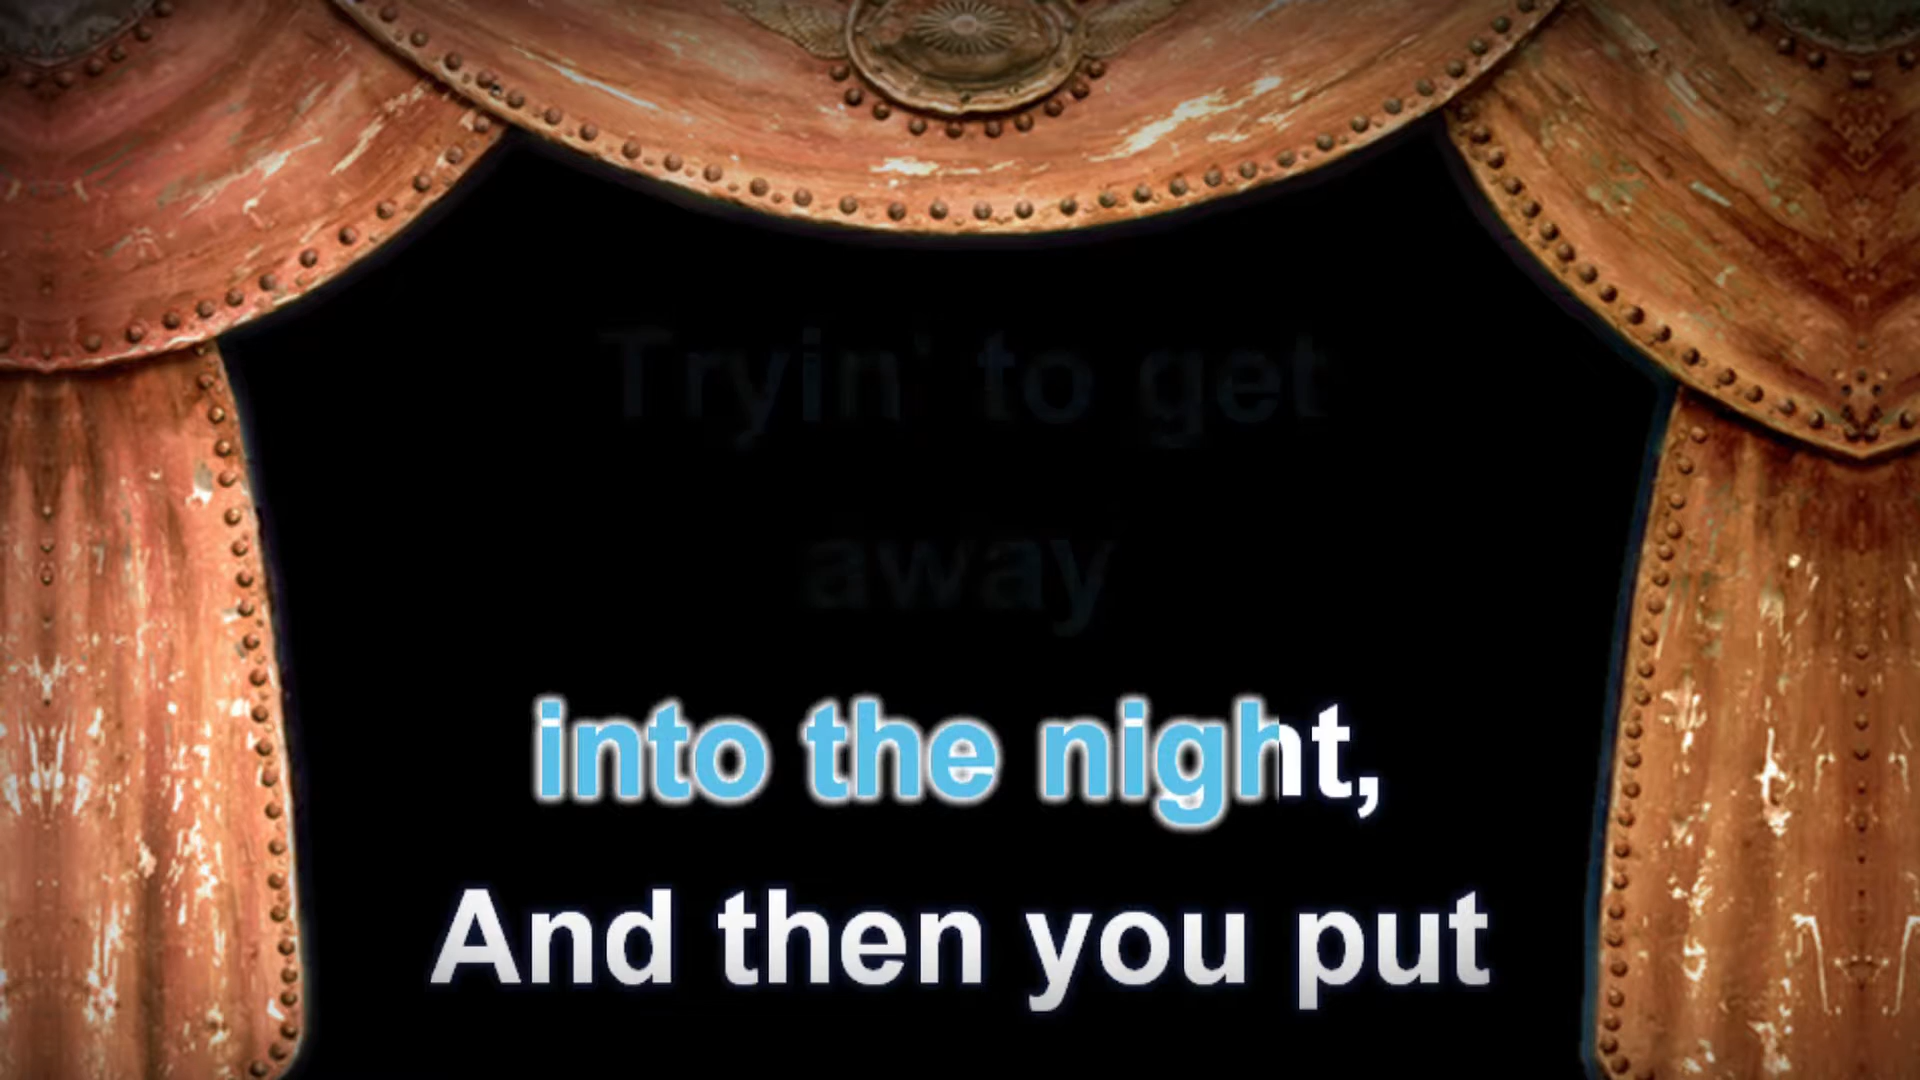 Tryin' to get
away
into the night,
And then you put